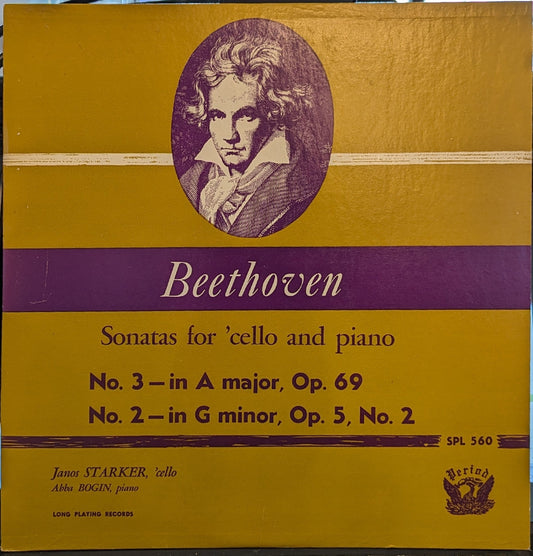 Beethoven
Sonatas for 'cello and piano
No. 3 – in A major, Op. 69
No. 2 – in G minor, Op. 5, No. 2
SPL 560
Janos STARKER, 'cello
Abba BOGIN, piano
Period
LONG PLAYING RECORDS